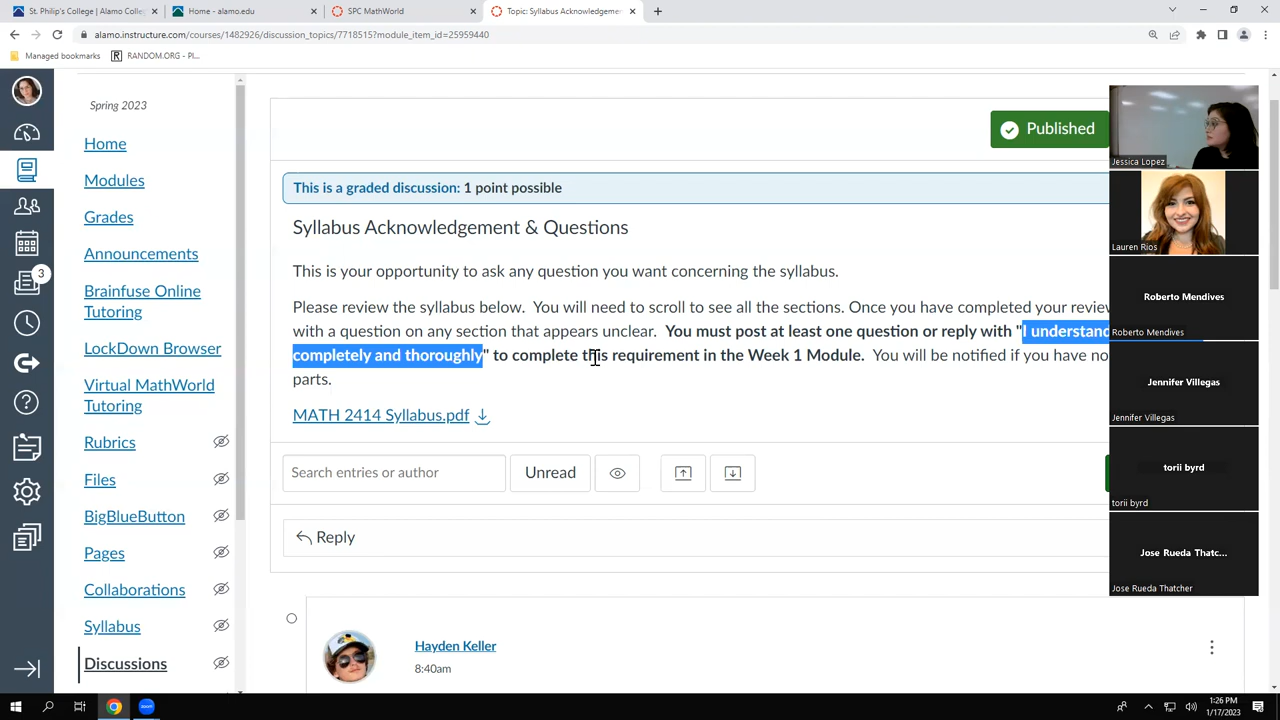 St. Philip's College | Alamo Colle
Home - alamo.edu
SPC MathWorld
Topic: Syllabus Acknowledgeme
alamo.instructure.com/courses/1482926/discussion_topics/7718515?module_item_id=25959440
Managed bookmarks
RANDOM.ORG - Pl...
Spring 2023
Home
Modules
Grades
Announcements
Brainfuse Online
Tutoring
LockDown Browser
Virtual MathWorld
Tutoring
Rubrics
Files
BigBlueButton
Pages
Collaborations
Syllabus
Discussions
3
Published
This is a graded discussion: 1 point possible
Syllabus Acknowledgement & Questions
This is your opportunity to ask any question you want concerning the syllabus.
Please review the syllabus below. You will need to scroll to see all the sections. Once you have completed your review
with a question on any section that appears unclear. You must post at least one question or reply with "I understand
completely and thoroughly" to complete this requirement in the Week 1 Module. You will be notified if you have no
parts.
MATH 2414 Syllabus.pdf
Search entries or author
Unread
Reply
Hayden Keller
8:40am
Jessica Lopez
Lauren Rios
Roberto Mendives
Roberto Mendives
Jennifer Villegas
Jennifer Villegas
torii byrd
torii byrd
Jose Rueda Thatc...
Jose Rueda Thatcher
zoom
1:26 PM
1/17/2023